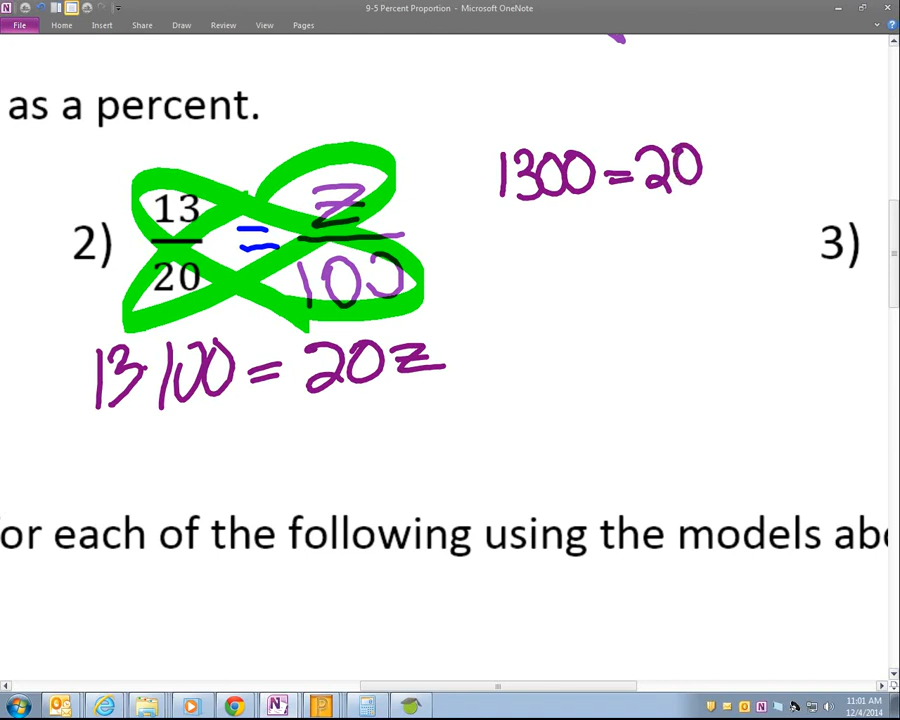 9-5 Percent Proportion - Microsoft OneNote
File Home Insert Share Draw Review View Pages
as a percent.
2) 13/20 = z/100
1300 = 20
3)
13·100 = 20z
for each of the following using the models abo
11:01 AM
12/4/2014